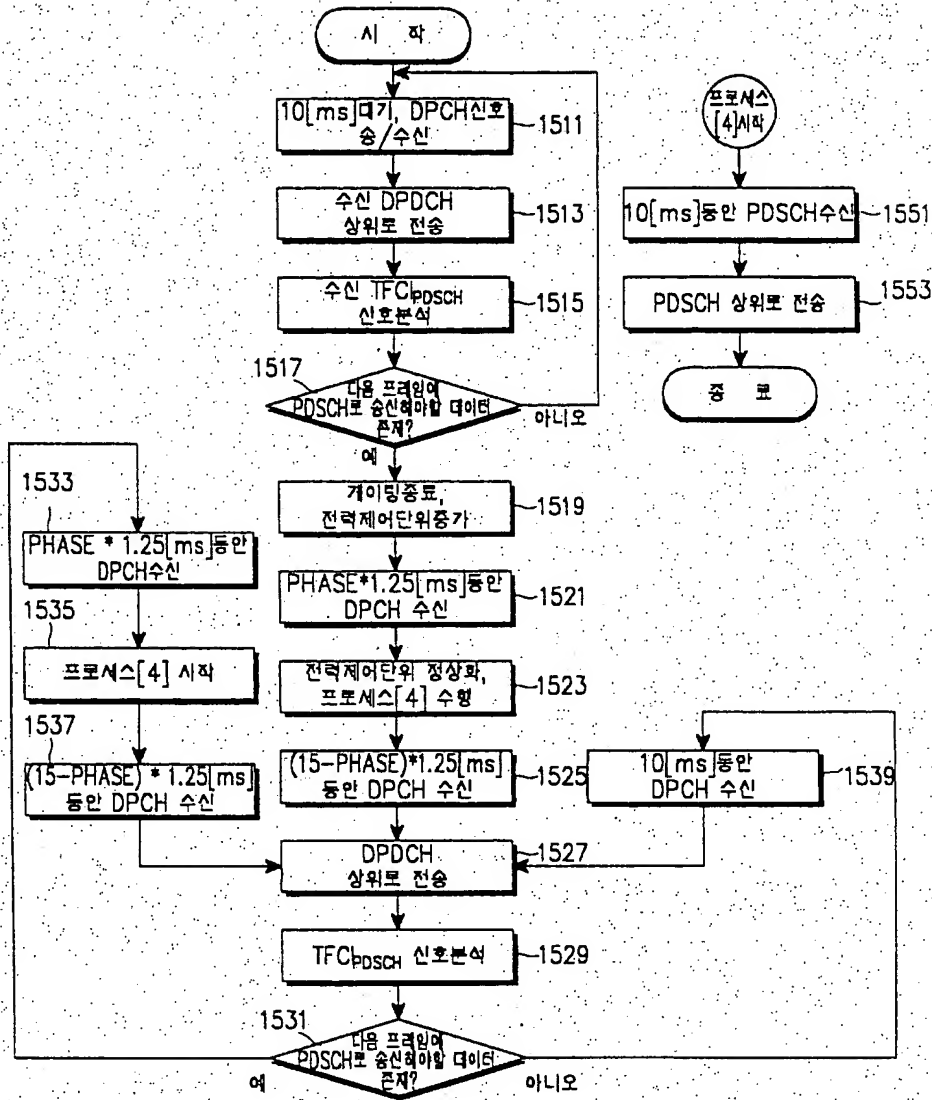 시 작
10[ms]대기, DPCH신호
송/수신
1511
수신 DPDCH
상위로 전송
1513
수신 TFCIPDSCH
신호분석
1515
1517
다음 프레임에
PDSCH로 송신해야할 데이터
존재?
아니오
예
게이팅종료,
전력제어단위증가
1519
PHASE*1.25[ms]동안
DPCH 수신
1521
전력제어단위 정상화,
프로세스[4] 수행
1523
(15-PHASE)*1.25[ms]
동안 DPCH 수신
1525
DPDCH
상위로 전송
1527
TFCIPDSCH 신호분석
1529
1531
다음 프레임에
PDSCH로 송신해야할 데이터
존재?
예
아니오
1533
PHASE * 1.25[ms]동안
DPCH수신
1535
프로세스[4] 시작
1537
(15-PHASE) * 1.25[ms]
동안 DPCH 수신
10[ms]동안
DPCH 수신
1539
프로세스
[4]시작
10[ms]동안 PDSCH수신
1551
PDSCH 상위로 전송
1553
종 료